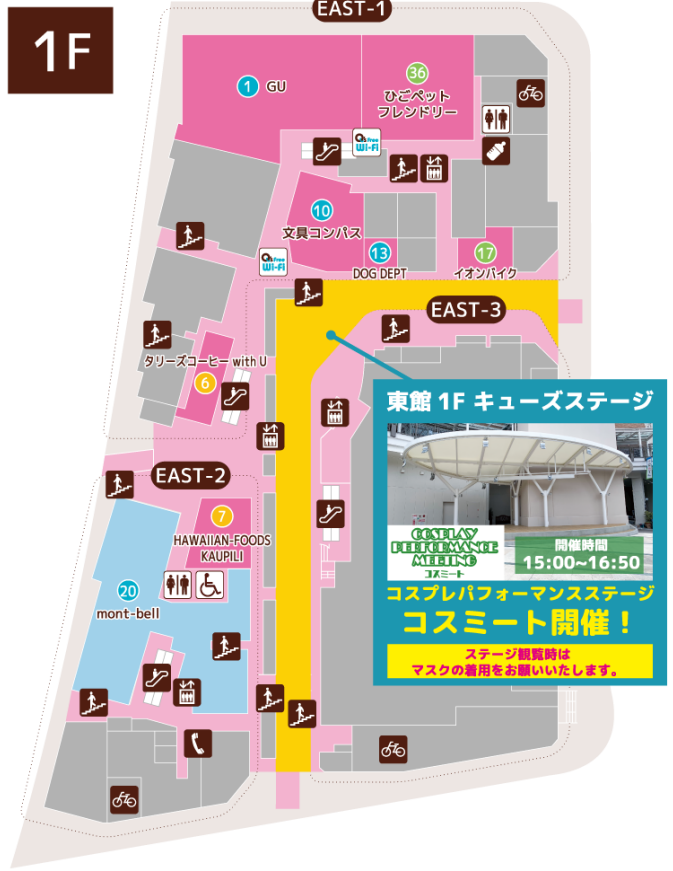 EAST-1
1F
1 GU
36
ひごペット
フレンドリー
Free
Wi-Fi
10
文具コンパス
13
DOG DEPT
17
イオンバイク
Free
Wi-Fi
EAST-3
タリーズコーヒー with U
6
EAST-2
7
HAWAIIAN-FOODS
KAUPILI
20
mont-bell
東館 1F キューズステージ
COSPLAY
PERFORMANCE
MEETING
コスミート
開催時間
15:00~16:50
コスプレパフォーマンスステージ
コスミート開催！
ステージ観覧時は
マスクの着用をお願いいたします。